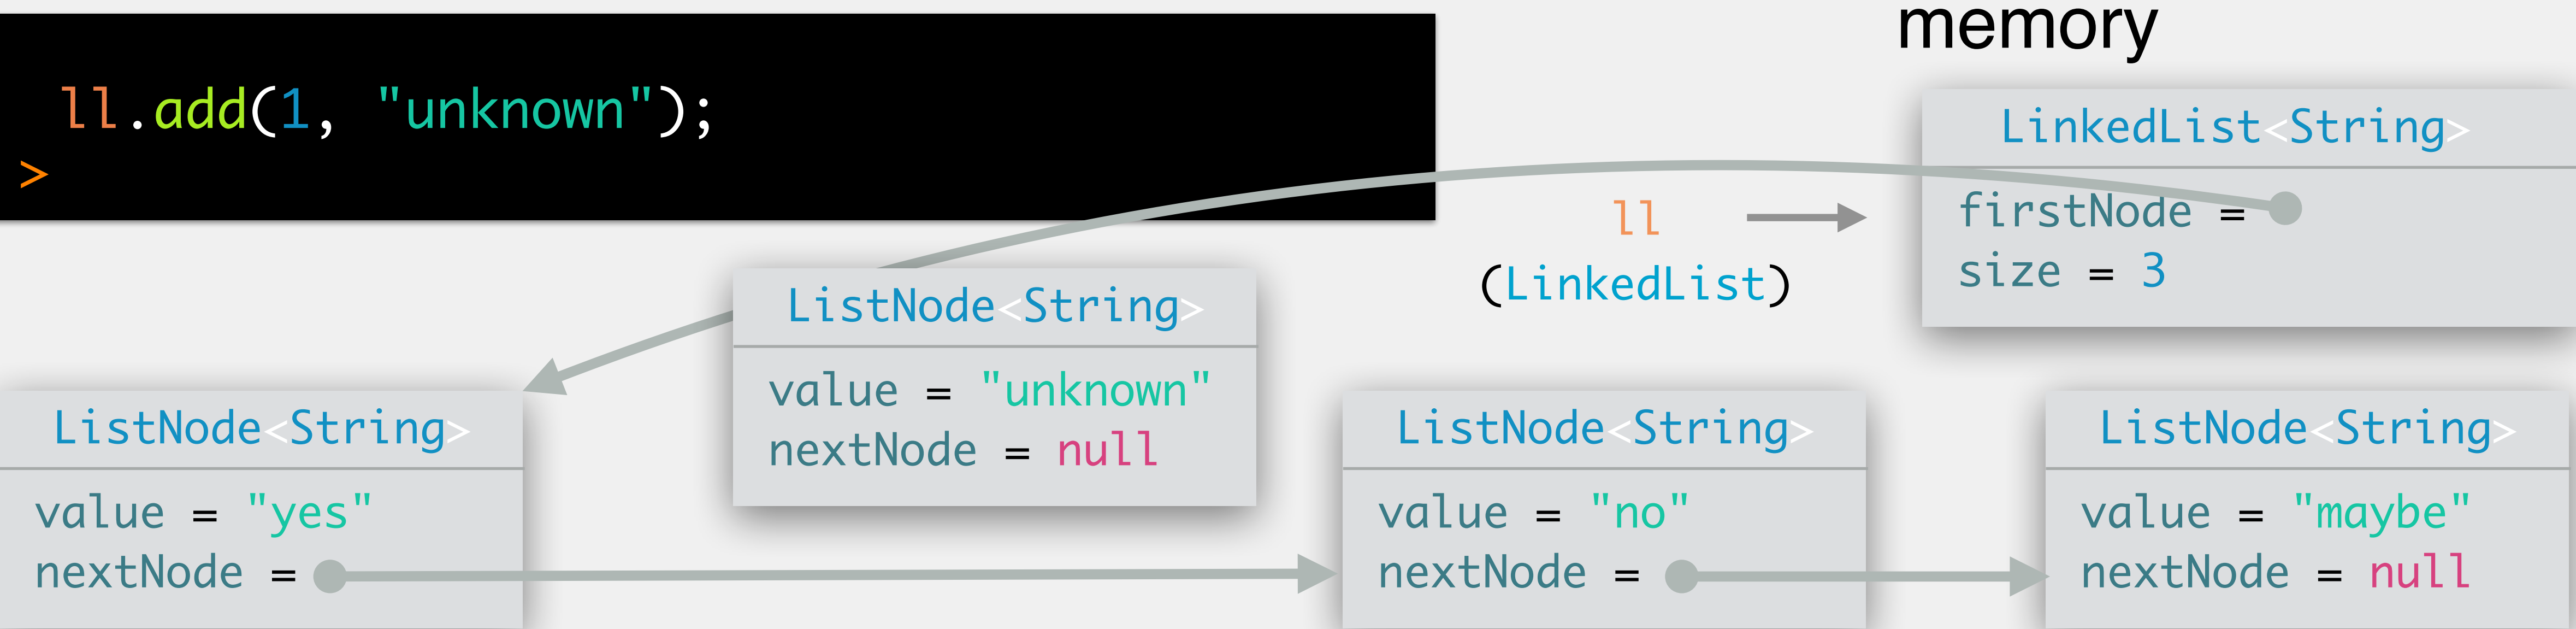 memory
ll.add(1, "unknown");
>
LinkedList<String>
firstNode =
size = 3
ll
(LinkedList)
ListNode<String>
value = "unknown"
nextNode = null
ListNode<String>
value = "yes"
nextNode =
ListNode<String>
value = "no"
nextNode =
ListNode<String>
value = "maybe"
nextNode = null